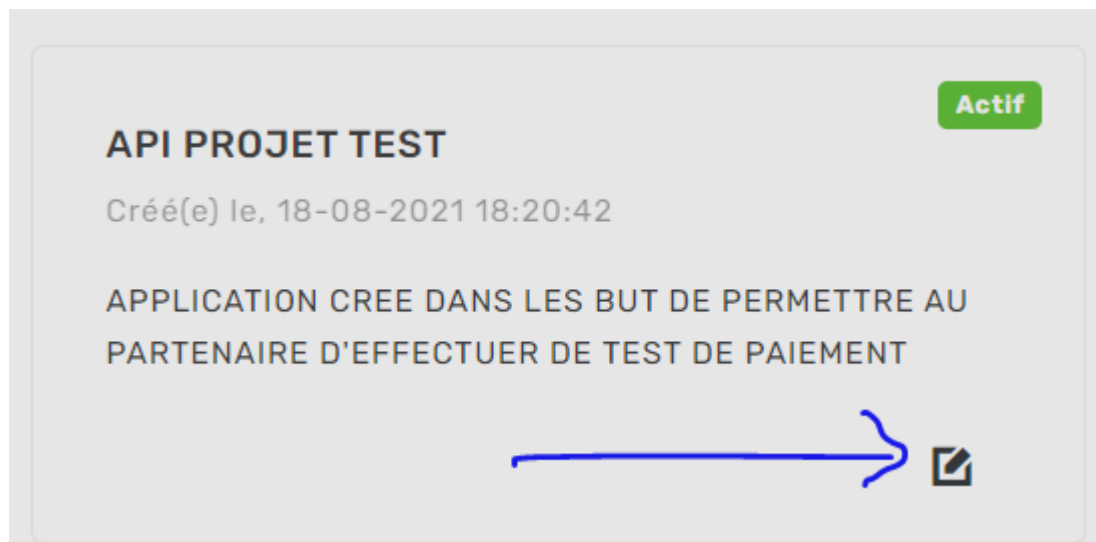 Actif
API PROJET TEST
Créé(e) le, 18-08-2021 18:20:42
APPLICATION CREE DANS LES BUT DE PERMETTRE AU
PARTENAIRE D'EFFECTUER DE TEST DE PAIEMENT